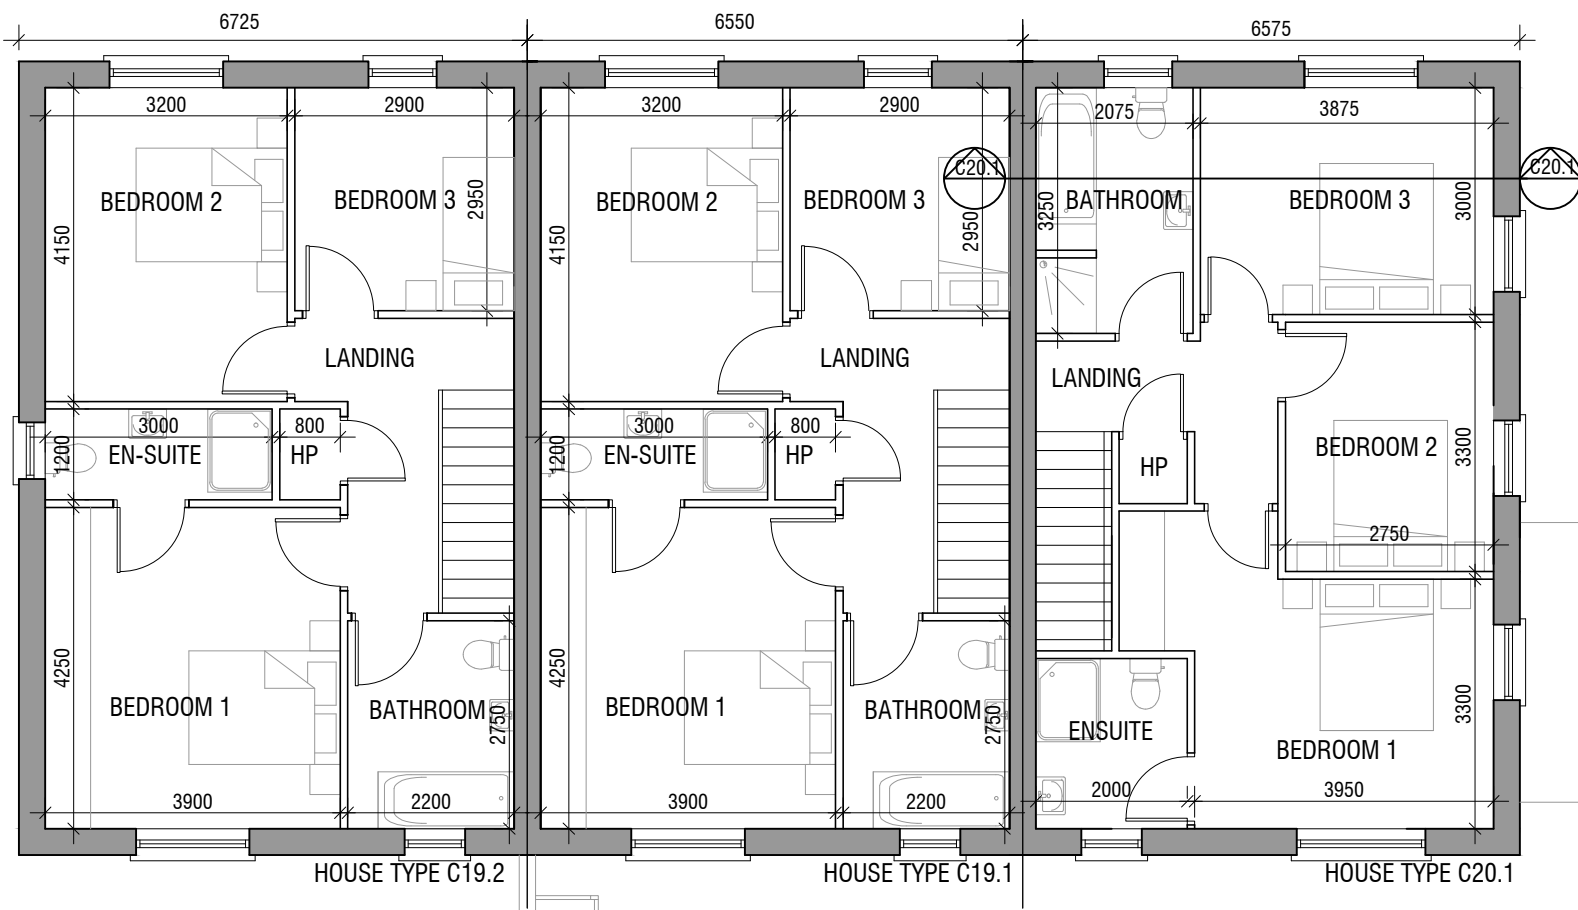 6725
6550
6575
3200
2900
3200
2900
2075
3875
4150
BEDROOM 2
BEDROOM 3
2950
4150
BEDROOM 2
BEDROOM 3
2950
C20.1
3250
BATHROOM
BEDROOM 3
3000
C20.1
LANDING
LANDING
LANDING
3000
800
1200
EN-SUITE
HP
3000
800
1200
EN-SUITE
HP
HP
BEDROOM 2
3300
2750
4250
BEDROOM 1
BATHROOM
2750
4250
BEDROOM 1
BATHROOM
2750
ENSUITE
BEDROOM 1
3300
3900
2200
3900
2200
2000
3950
HOUSE TYPE C19.2
HOUSE TYPE C19.1
HOUSE TYPE C20.1